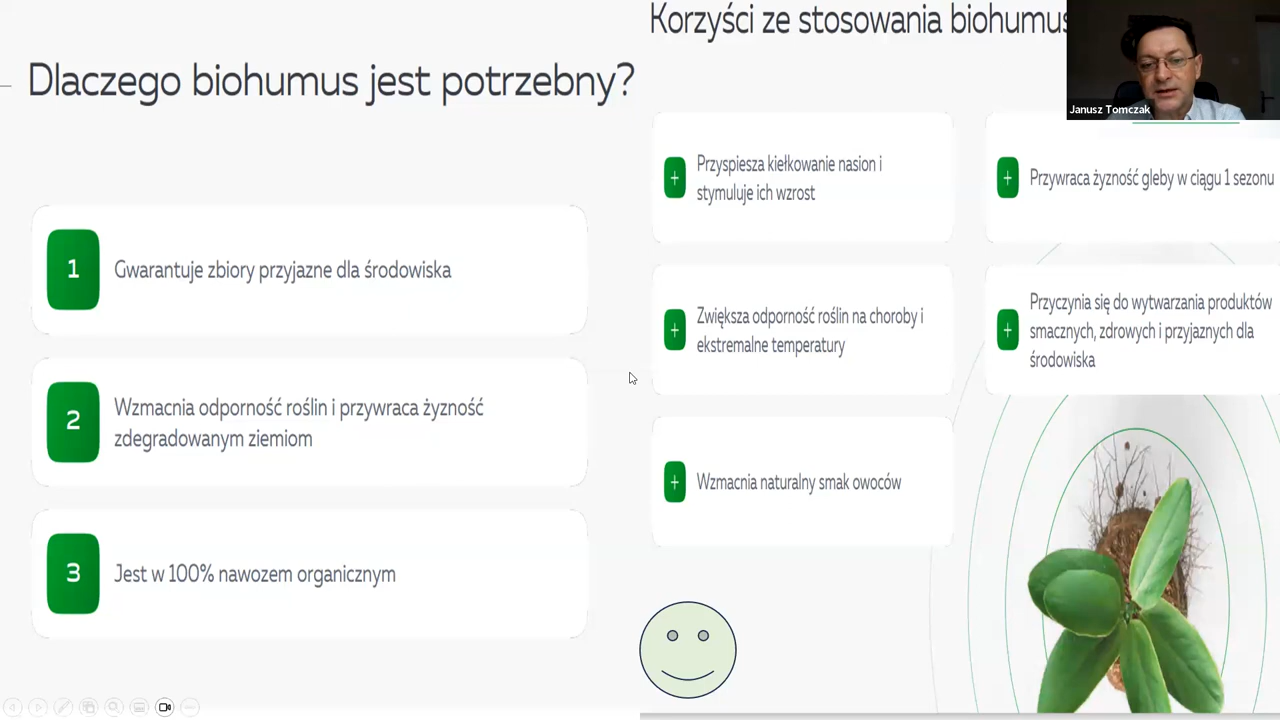 Dlaczego biohumus jest potrzebny?
1
Gwarantuje zbiory przyjazne dla środowiska
2
Wzmacnia odporność roślin i przywraca żyzność
zdegradowanym ziemiom
3
Jest w 100% nawozem organicznym
Korzyści ze stosowania biohumus
Janusz Tomczak
+
Przyspiesza kiełkowanie nasion i
stymuluje ich wzrost
+
Przywraca żyzność gleby w ciągu 1 sezonu
+
Zwiększa odporność roślin na choroby i
ekstremalne temperatury
+
Przyczynia się do wytwarzania produktów
smacznych, zdrowych i przyjaznych dla
środowiska
+
Wzmacnia naturalny smak owoców